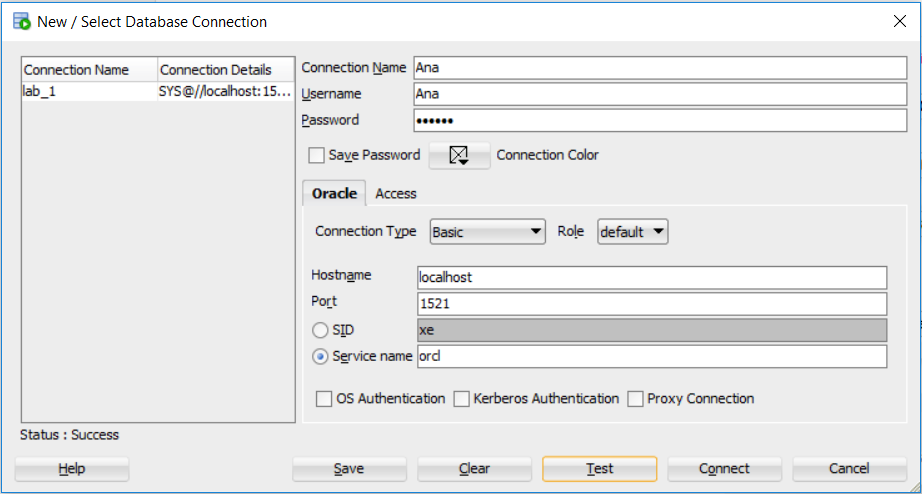 New / Select Database Connection
Connection Name Connection Details
lab_1 SYS@//localhost:15...
Connection Name Ana
Username Ana
Password ••••••
Save Password Connection Color
Oracle Access
Connection Type Basic Role default
Hostname localhost
Port 1521
SID xe
Service name orcl
OS Authentication Kerberos Authentication Proxy Connection
Status : Success
Help Save Clear Test Connect Cancel